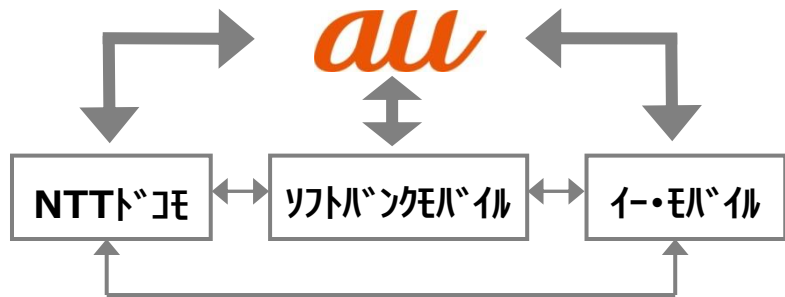 au
NTTﾄﾞｺﾓ
ｿﾌﾄﾊﾞﾝｸﾓﾊﾞｲﾙ
ｲｰ・ﾓﾊﾞｲﾙ